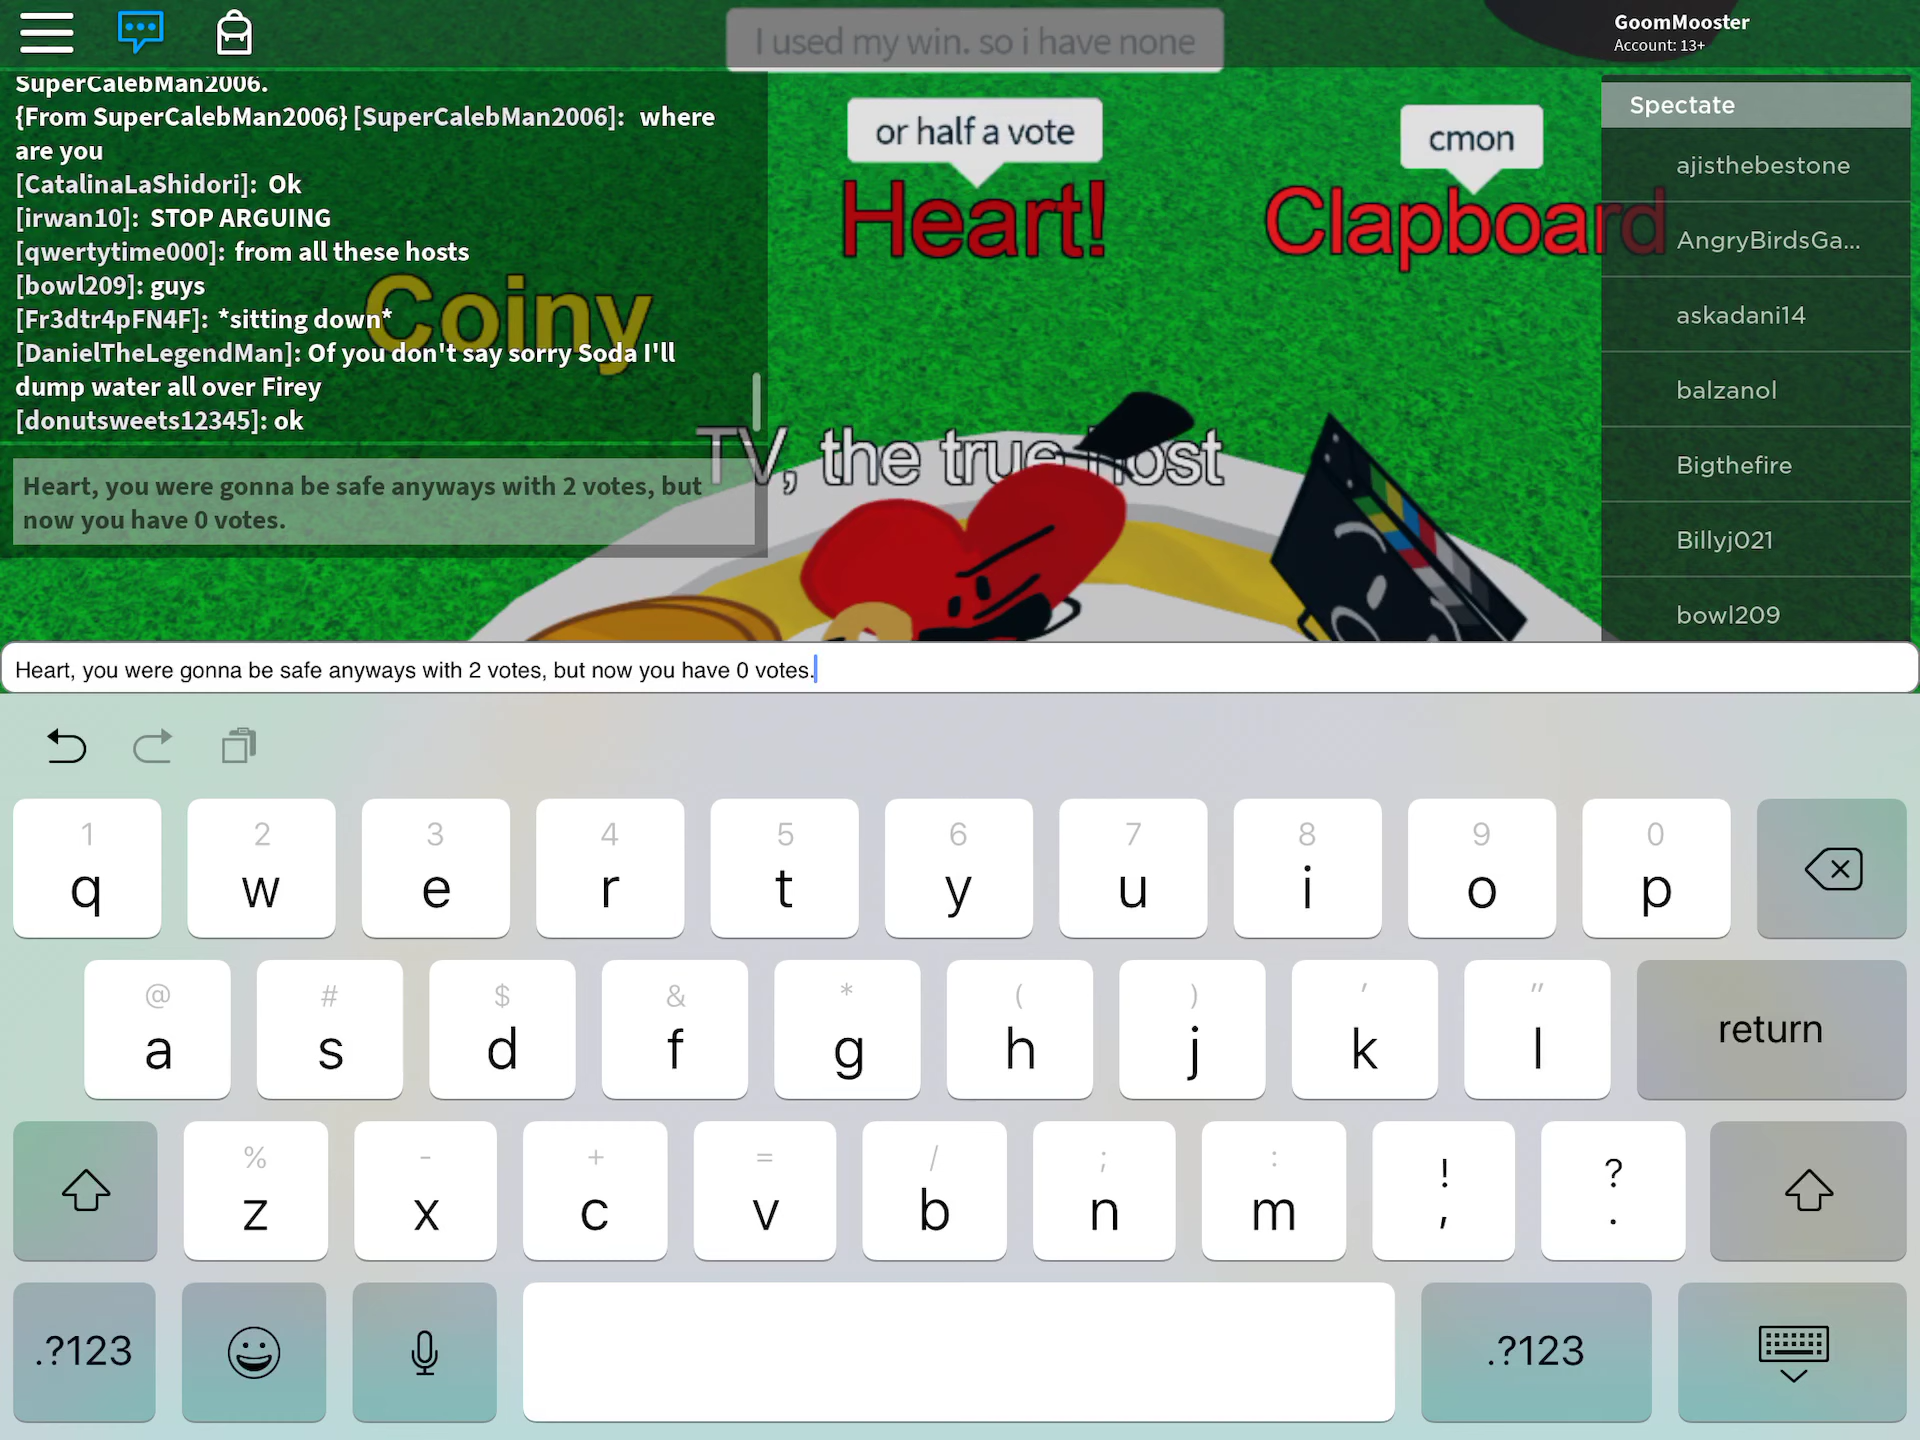 I used my win. so i have none
GoomMooster
Account: 13+
SuperCalebMan2006.
{From SuperCalebMan2006} [SuperCalebMan2006]: where
are you
[CatalinaLaShidori]: Ok
[irwan10]: STOP ARGUING
[qwertytime000]: from all these hosts
[bowl209]: guys
[Fr3dtr4pFN4F]: *sitting down*
[DanielTheLegendMan]: Of you don't say sorry Soda I'll
dump water all over Firey
[donutsweets12345]: ok
Heart, you were gonna be safe anyways with 2 votes, but
now you have 0 votes.
or half a vote
Heart!
cmon
Clapboard
Coiny
TV, the true host
Spectate
ajisthebestone
AngryBirdsGa...
askadani14
balzanol
Bigthefire
Billyj021
bowl209
Heart, you were gonna be safe anyways with 2 votes, but now you have 0 votes.
1 2 3 4 5 6 7 8 9 0
q w e r t y u i o p
@ # $ & * ( ) ' "
a s d f g h j k l return
% - + = / ; : ! ?
z x c v b n m , .
.?123 .?123